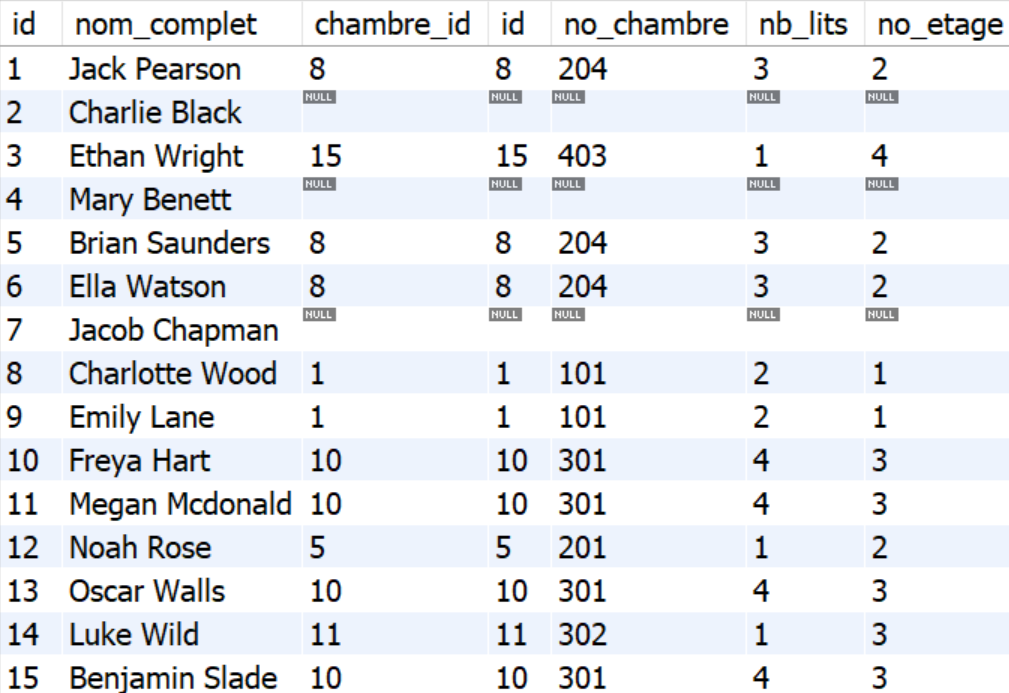 id nom_complet chambre_id id no_chambre nb_lits no_etage
1 Jack Pearson 8 8 204 3 2
2 Charlie Black NULL NULL NULL NULL NULL
3 Ethan Wright 15 15 403 1 4
4 Mary Benett NULL NULL NULL NULL NULL
5 Brian Saunders 8 8 204 3 2
6 Ella Watson 8 8 204 3 2
7 Jacob Chapman NULL NULL NULL NULL NULL
8 Charlotte Wood 1 1 101 2 1
9 Emily Lane 1 1 101 2 1
10 Freya Hart 10 10 301 4 3
11 Megan Mcdonald 10 10 301 4 3
12 Noah Rose 5 5 201 1 2
13 Oscar Walls 10 10 301 4 3
14 Luke Wild 11 11 302 1 3
15 Benjamin Slade 10 10 301 4 3